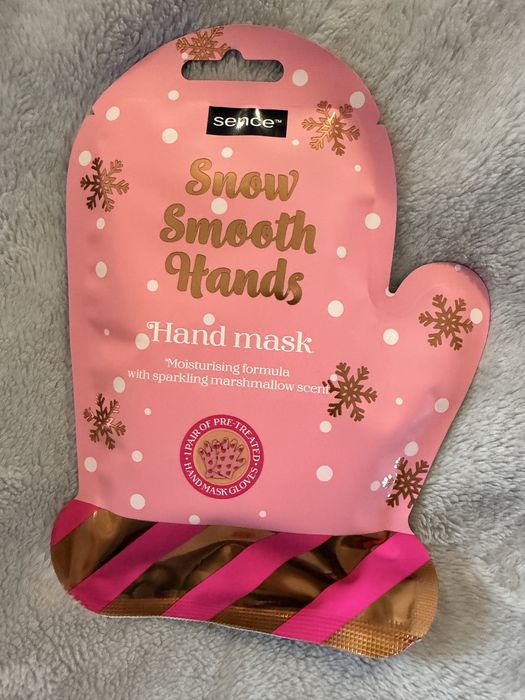 sence™
Snow
Smooth
Hands
Hand mask
*Moisturising formula
with sparkling marshmallow scent
• 1 PAIR OF PRE-TREATED •
HAND MASK GLOVES